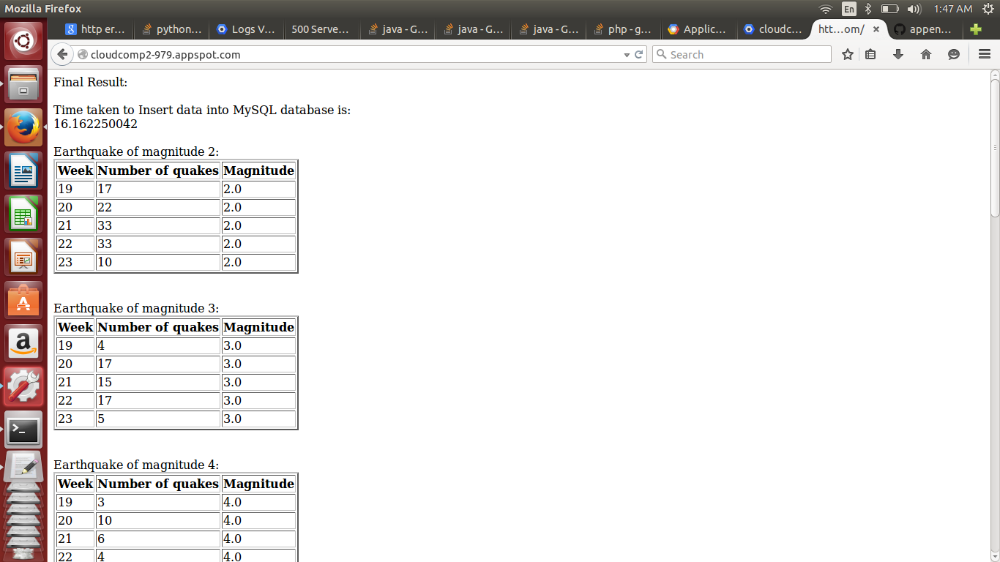 Mozilla Firefox En 1:47 AM
http er... python... Logs V... 500 Serve... java - G... java - G... java - G... php - g... Applic... cloudc... htt...om/ appen...
cloudcomp2-979.appspot.com Search
Final Result:
Time taken to Insert data into MySQL database is:
16.162250042
Earthquake of magnitude 2:
Week Number of quakes Magnitude
19 17 2.0
20 22 2.0
21 33 2.0
22 33 2.0
23 10 2.0
Earthquake of magnitude 3:
Week Number of quakes Magnitude
19 4 3.0
20 17 3.0
21 15 3.0
22 17 3.0
23 5 3.0
Earthquake of magnitude 4:
Week Number of quakes Magnitude
19 3 4.0
20 10 4.0
21 6 4.0
22 4 4.0